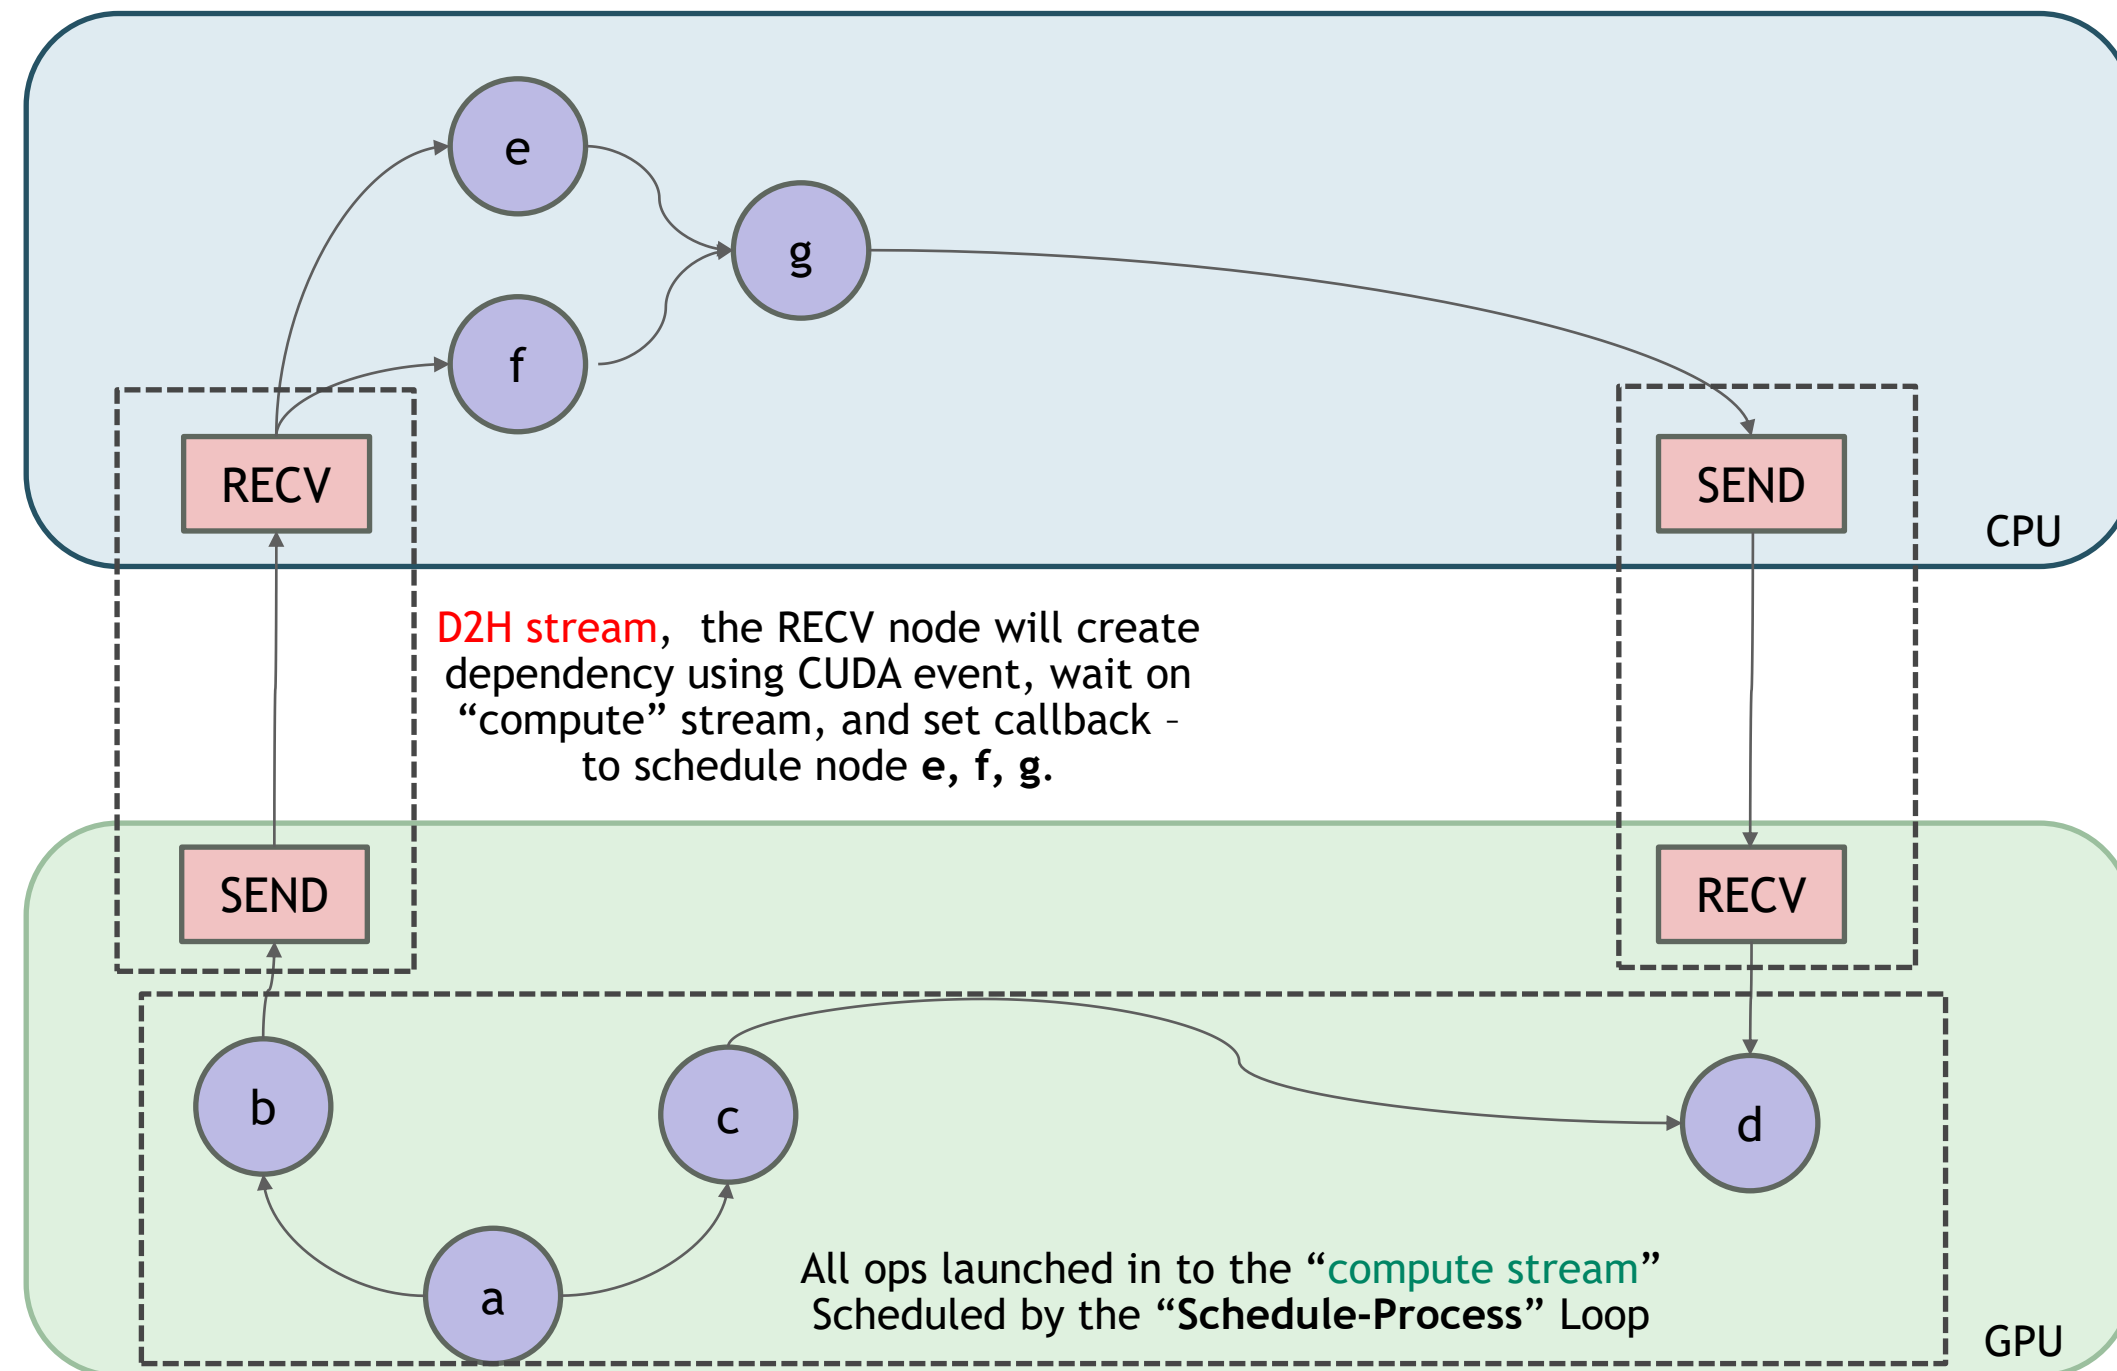 e
g
f
RECV
SEND
CPU
D2H stream,  the RECV node will create
dependency using CUDA event, wait on
“compute” stream, and set callback –
to schedule node e, f, g.
SEND
RECV
b
c
d
a
All ops launched in to the “compute stream”
Scheduled by the “Schedule-Process” Loop
GPU